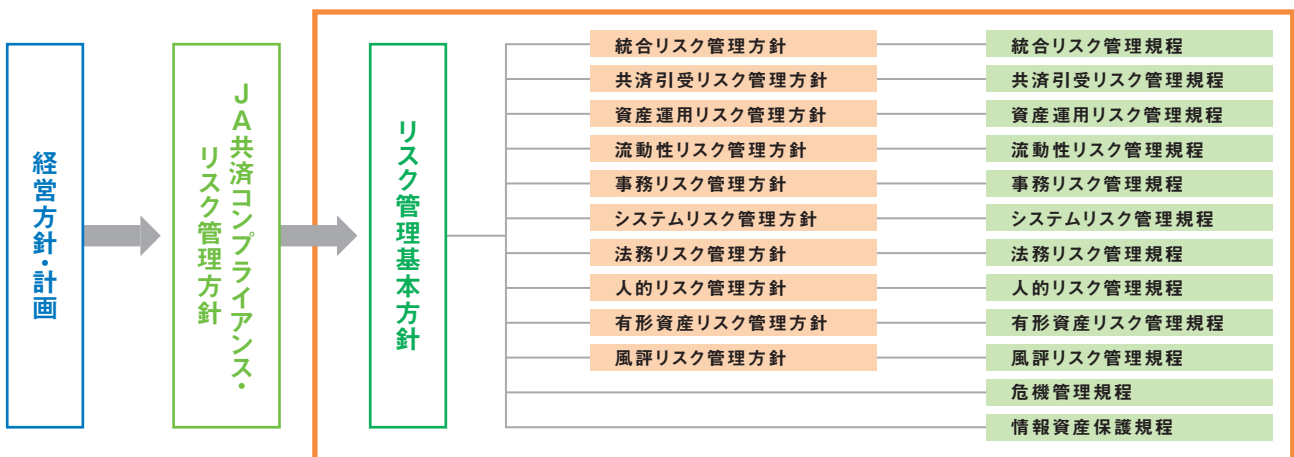 経営方針・計画
JA共済コンプライアンス・
リスク管理方針
リスク管理基本方針
統合リスク管理方針
統合リスク管理規程
共済引受リスク管理方針
共済引受リスク管理規程
資産運用リスク管理方針
資産運用リスク管理規程
流動性リスク管理方針
流動性リスク管理規程
事務リスク管理方針
事務リスク管理規程
システムリスク管理方針
システムリスク管理規程
法務リスク管理方針
法務リスク管理規程
人的リスク管理方針
人的リスク管理規程
有形資産リスク管理方針
有形資産リスク管理規程
風評リスク管理方針
風評リスク管理規程
危機管理規程
情報資産保護規程